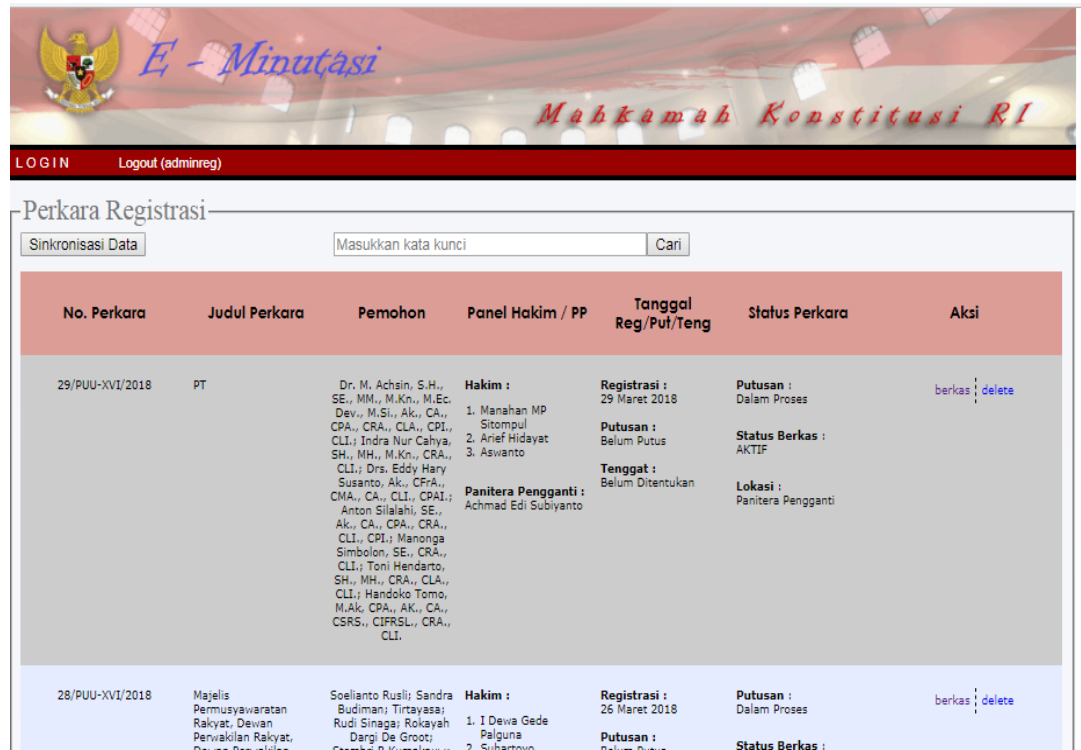 E - Minutasi
Mahkamah Konstitusi RI
LOGIN Logout (adminreg)
Perkara Registrasi
Sinkronisasi Data Masukkan kata kunci Cari
No. Perkara Judul Perkara Pemohon Panel Hakim / PP Tanggal Reg/Put/Teng Status Perkara Aksi
29/PUU-XVI/2018
PT
Dr. M. Achsin, S.H.,
SE., MM., M.Kn., M.Ec.
Dev., M.Si., Ak., CA.,
CPA., CRA., CLA., CPI.,
CLI.; Indra Nur Cahya,
SH., MH., M.Kn., CRA.,
CLI.; Drs. Eddy Hary
Susanto, Ak., CFrA.,
CMA., CA., CLI., CPAI.;
Anton Silalahi, SE.,
Ak., CA., CPA., CRA.,
CLI., CPI.; Manonga
Simbolon, SE., CRA.,
CLI.; Toni Hendarto,
SH., MH., CRA., CLA.,
CLI.; Handoko Tomo,
M.Ak, CPA., AK., CA.,
CSRS., CIFRSL., CRA.,
CLI.
Hakim :
1. Manahan MP
Sitompul
2. Arief Hidayat
3. Aswanto
Panitera Pengganti :
Achmad Edi Subiyanto
Registrasi :
29 Maret 2018
Putusan :
Belum Putus
Tenggat :
Belum Ditentukan
Putusan :
Dalam Proses
Status Berkas :
AKTIF
Lokasi :
Panitera Pengganti
berkas delete
28/PUU-XVI/2018
Majelis
Permusyawaratan
Rakyat, Dewan
Perwakilan Rakyat,
Soelianto Rusli; Sandra
Budiman; Tirtayasa;
Rudi Sinaga; Rokayah
Dargi De Groot;
Hakim :
1. I Dewa Gede
Palguna
2. Suhartoyo
Registrasi :
26 Maret 2018
Putusan :
Belum Putus
Putusan :
Dalam Proses
Status Berkas :
berkas delete